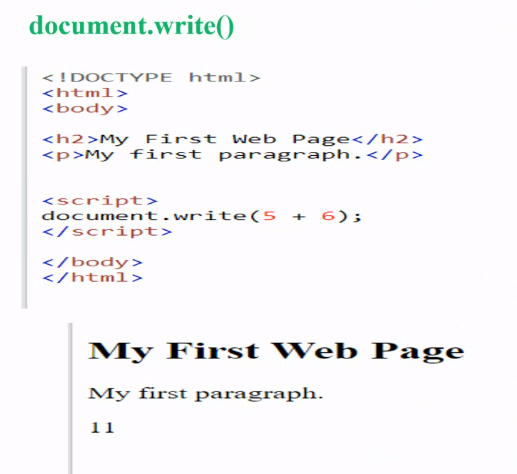 document.write()
<!DOCTYPE html>
<html>
<body>
<h2>My First Web Page</h2>
<p>My first paragraph.</p>
<script>
document.write(5 + 6);
</script>
</body>
</html>
My First Web Page
My first paragraph.
11